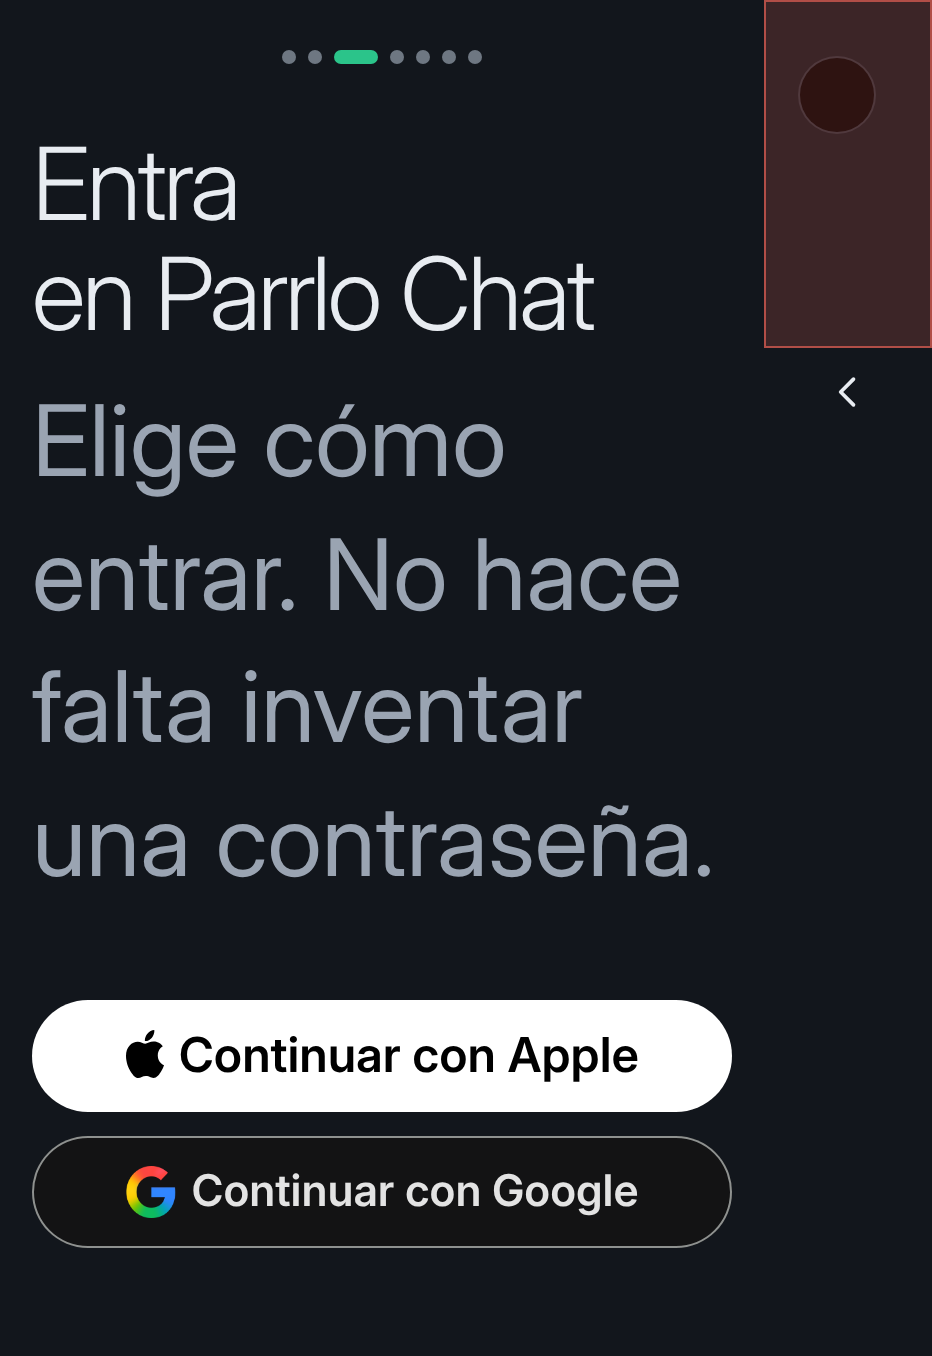 Entra
en Parrlo Chat
Elige cómo
entrar. No hace
falta inventar
una contraseña.
Continuar con Apple
Continuar con Google